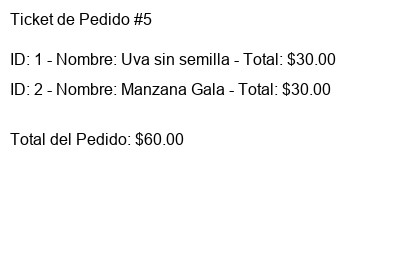 Ticket de Pedido #5
ID: 1 - Nombre: Uva sin semilla - Total: $30.00
ID: 2 - Nombre: Manzana Gala - Total: $30.00
Total del Pedido: $60.00